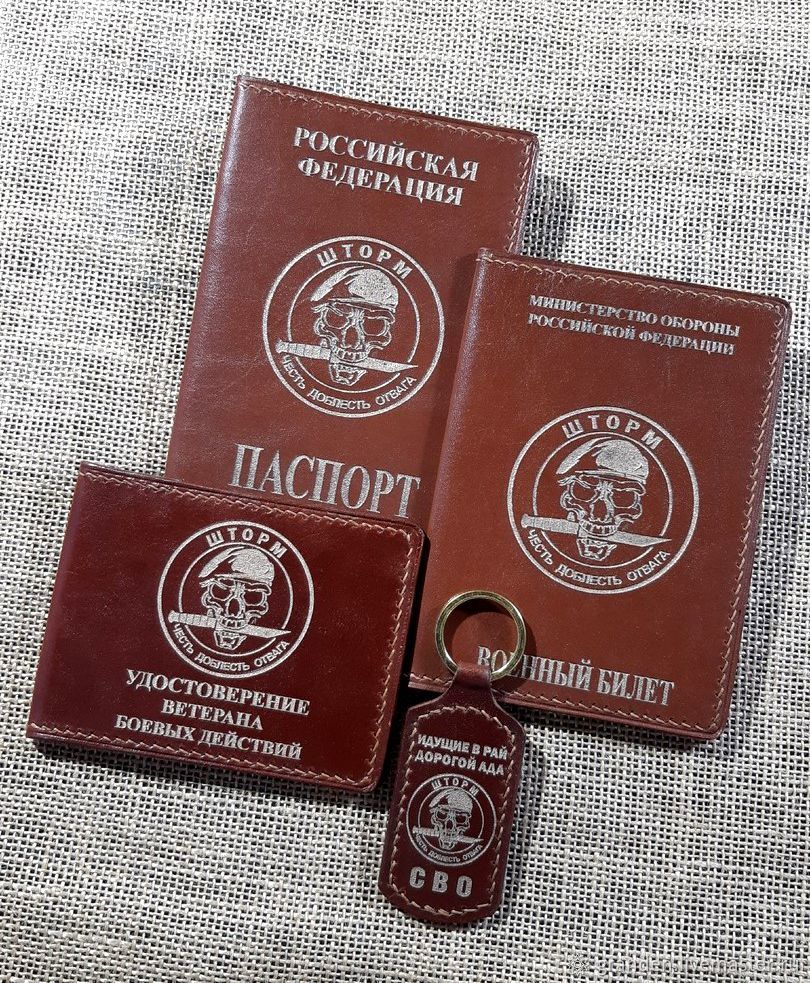 РОССИЙСКАЯ
ФЕДЕРАЦИЯ
ШТОРМ
ЧЕСТЬ ДОБЛЕСТЬ ОТВАГА
ПАСПОРТ
МИНИСТЕРСТВО ОБОРОНЫ
РОССИЙСКОЙ ФЕДЕРАЦИИ
ШТОРМ
ЧЕСТЬ ДОБЛЕСТЬ ОТВАГА
ВОЕННЫЙ БИЛЕТ
ШТОРМ
ЧЕСТЬ ДОБЛЕСТЬ ОТВАГА
УДОСТОВЕРЕНИЕ
ВЕТЕРАНА
БОЕВЫХ ДЕЙСТВИЙ
ИДУЩИЕ В РАЙ
ДОРОГОЙ АДА
ШТОРМ
ЧЕСТЬ ДОБЛЕСТЬ ОТВАГА
СВО